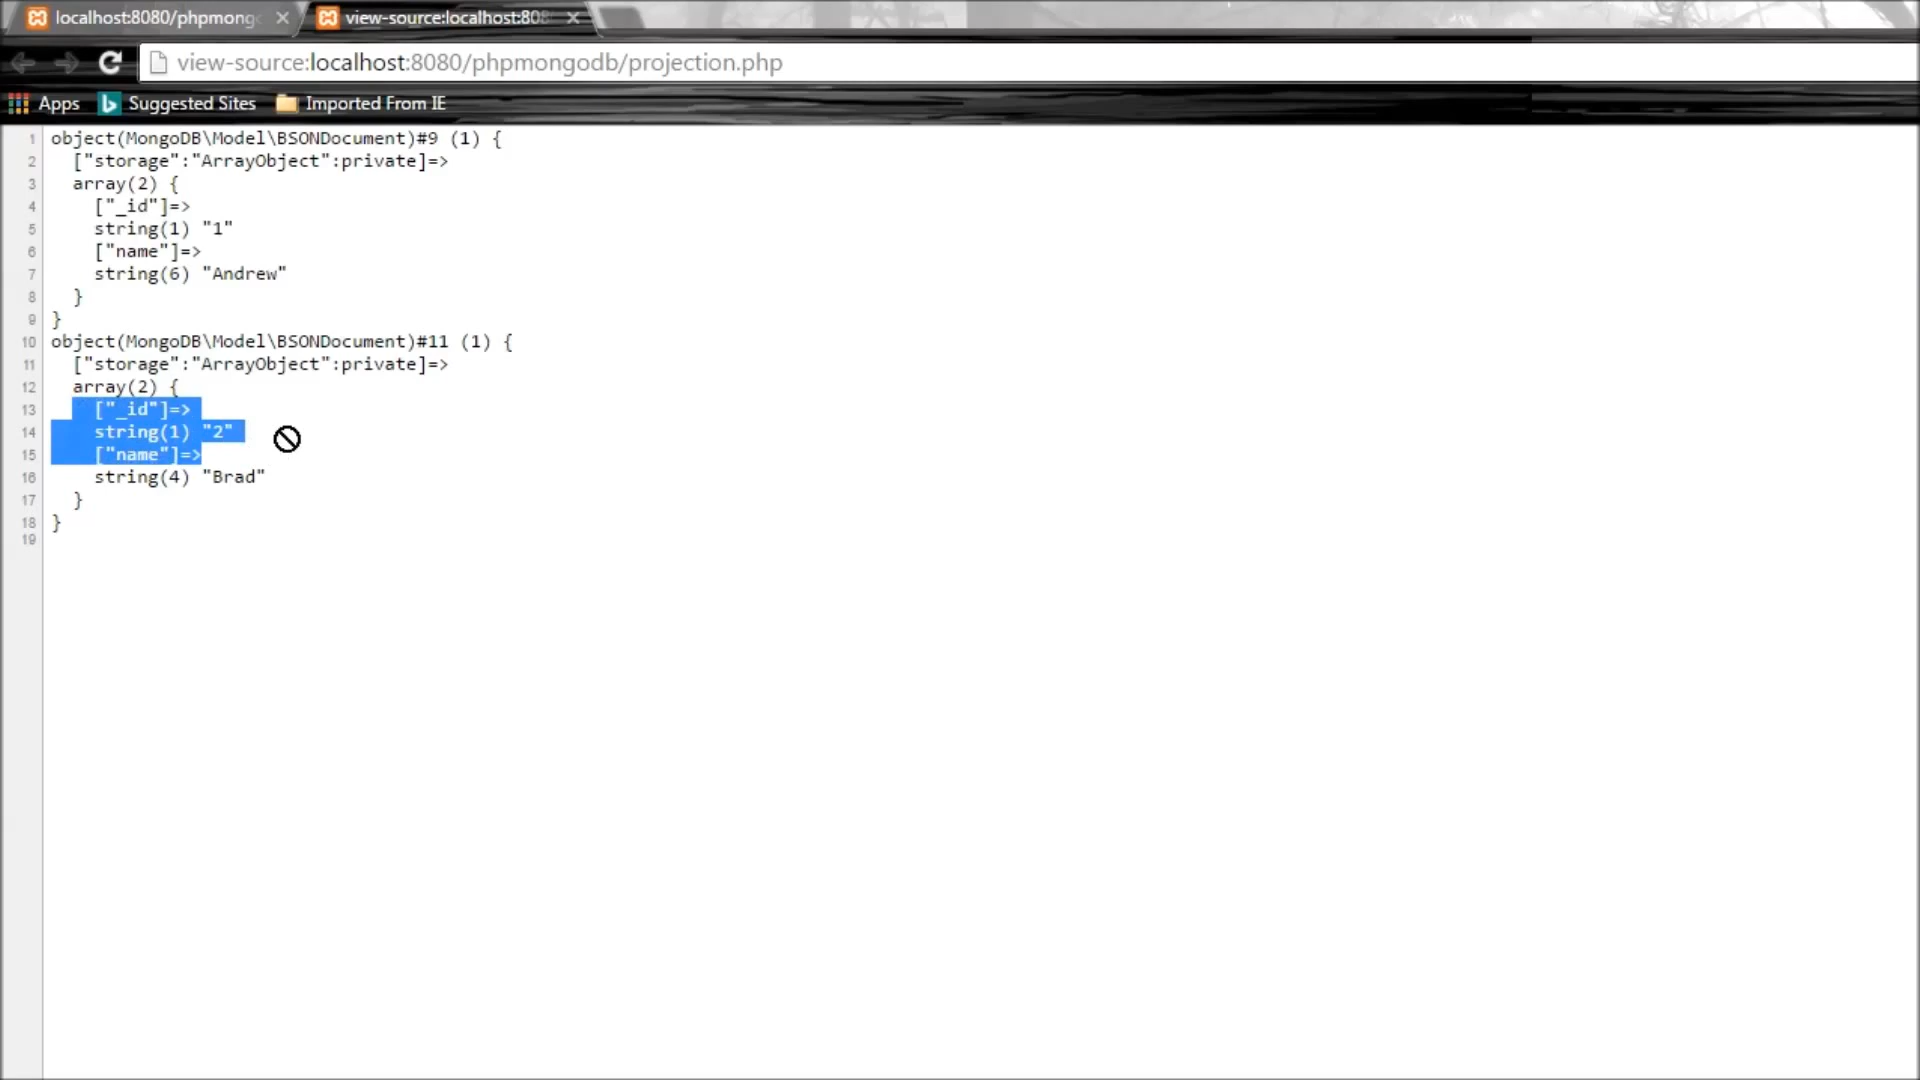 localhost:8080/phpmong
view-source:localhost:808
view-source:localhost:8080/phpmongodb/projection.php
Apps
Suggested Sites
Imported From IE
1 object(MongoDB\Model\BSONDocument)#9 (1) {
2 ["storage":"ArrayObject":private]=>
3 array(2) {
4 ["_id"]=>
5 string(1) "1"
6 ["name"]=>
7 string(6) "Andrew"
8 }
9 }
10 object(MongoDB\Model\BSONDocument)#11 (1) {
11 ["storage":"ArrayObject":private]=>
12 array(2) {
13 ["_id"]=>
14 string(1) "2"
15 ["name"]=>
16 string(4) "Brad"
17 }
18 }
19